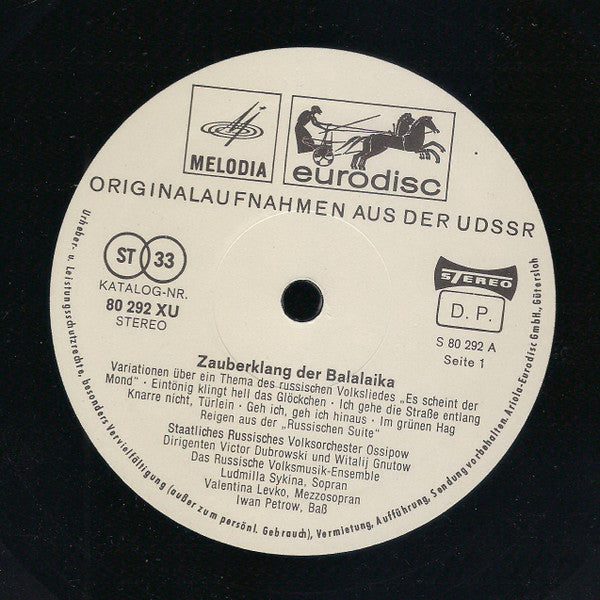 MELODIA
eurodisc
ORIGINALAUFNAHMEN AUS DER UDSSR
ST 33
KATALOG-NR.
80 292 XU
STEREO
STEREO
D. P.
S 80 292 A
Seite 1
Zauberklang der Balalaika
Variationen über ein Thema des russischen Volksliedes „Es scheint der
Mond" · Eintönig klingt hell das Glöckchen · Ich gehe die Straße entlang
Knarre nicht, Türlein · Geh ich, geh ich hinaus · Im grünen Hag
Reigen aus der „Russischen Suite"
Staatliches Russisches Volksorchester Ossipow
Dirigenten Victor Dubrowski und Witalij Gnutow
Das Russische Volksmusik-Ensemble
Ludmilla Sykina, Sopran
Valentina Levko, Mezzosopran
Iwan Petrow, Baß
Urheber- u. Leistungsschutzrechte, besonders Vervielfältigung (außer zum persönl. Gebrauch), Vermietung, Aufführung, Sendung vorbehalten. Ariola-Eurodisc GmbH., Gütersloh